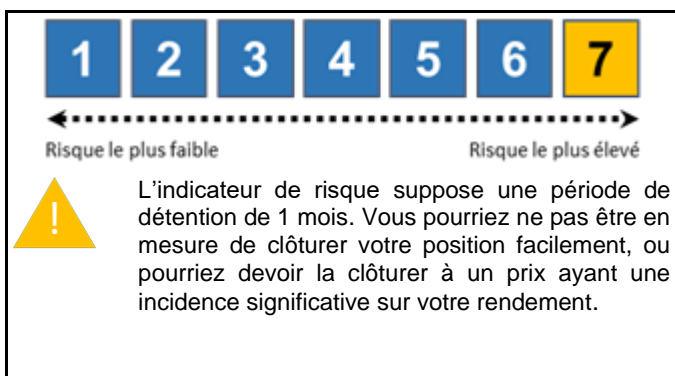 1 2 3 4 5 6 7
Risque le plus faible Risque le plus élevé
!
L'indicateur de risque suppose une période de
détention de 1 mois. Vous pourriez ne pas être en
mesure de clôturer votre position facilement, ou
pourriez devoir la clôturer à un prix ayant une
incidence significative sur votre rendement.